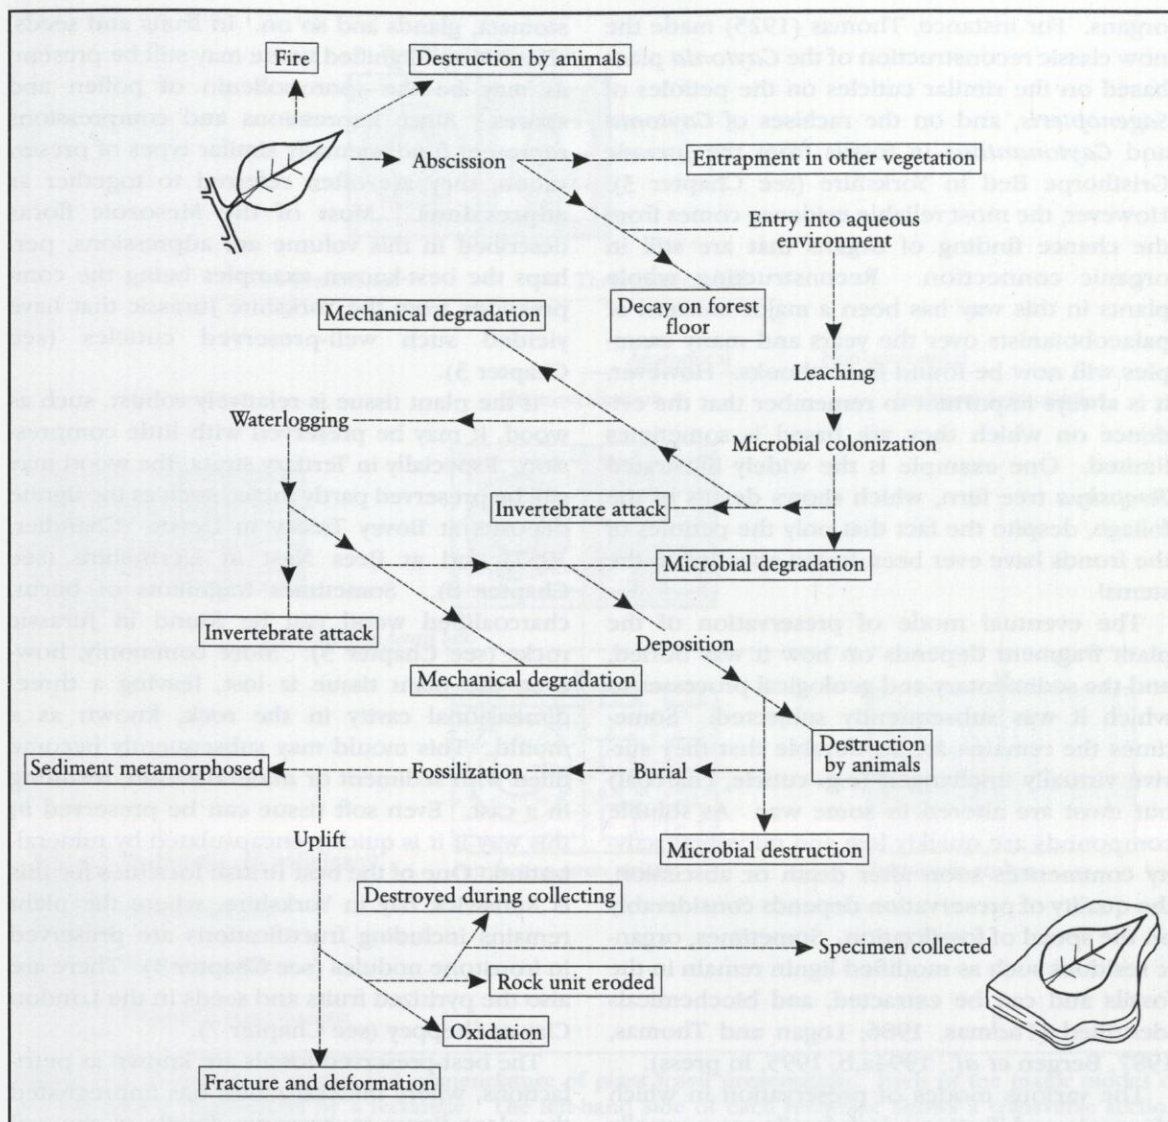 Fire
Destruction by animals
Abscission
Entrapment in other vegetation
Entry into aqueous
environment
Decay on forest
floor
Mechanical degradation
Leaching
Waterlogging
Microbial colonization
Invertebrate attack
Microbial degradation
Invertebrate attack
Deposition
Mechanical degradation
Destruction
by animals
Sediment metamorphosed
Fossilization
Burial
Uplift
Microbial destruction
Destroyed during collecting
Specimen collected
Rock unit eroded
Oxidation
Fracture and deformation